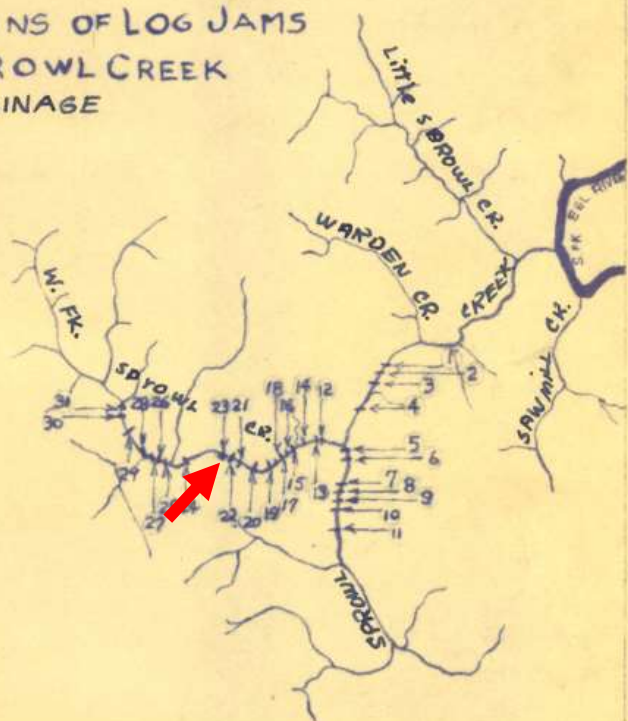 NS OF LOG JAMS
ROWL CREEK
INAGE
Little SPROWL CR.
S. FK EEL RIVER
WARDEN CR.
CREEK
SAWMILL CK.
W. FK.
SPROWL
CR.
1
2
3
4
5
6
7
8
9
10
11
12
14
16
18
21
23
26
28
31
30
13
15
17
19
20
22
24
27
29
SPROWL